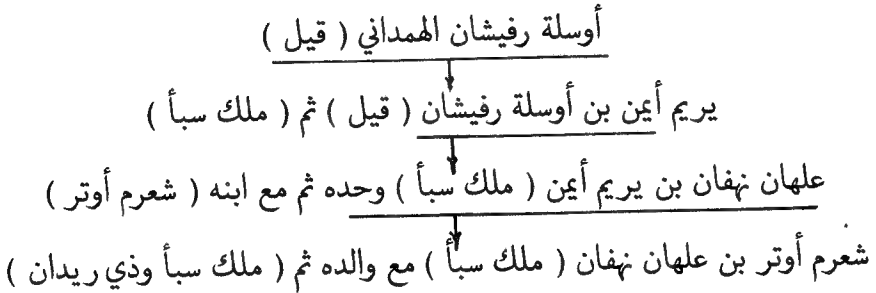 أوسلة رفيشان الهمداني ( قيل )
يريم أيمن بن أوسلة رفيشان ( قيل ) ثم ( ملك سبأ )
علهان نهفان بن يريم أيمن ( ملك سبأ ) وحده ثم مع ابنه ( شعرم أوتر )
شعرم أوتر بن علهان نهفان ( ملك سبأ ) مع والده ثم ( ملك سبأ وذي ريدان )